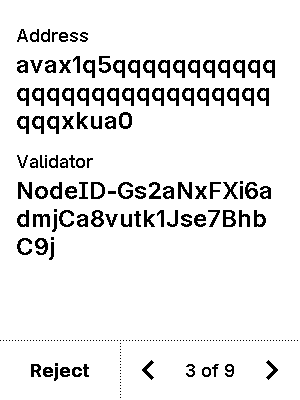 Address
avax1q5qqqqqqqqqqq
qqqqqqqqqqqqqqqqq
qqqxkua0
Validator
NodeID-Gs2aNxFXi6a
dmjCa8vutk1Jse7Bhb
C9j
Reject
3 of 9